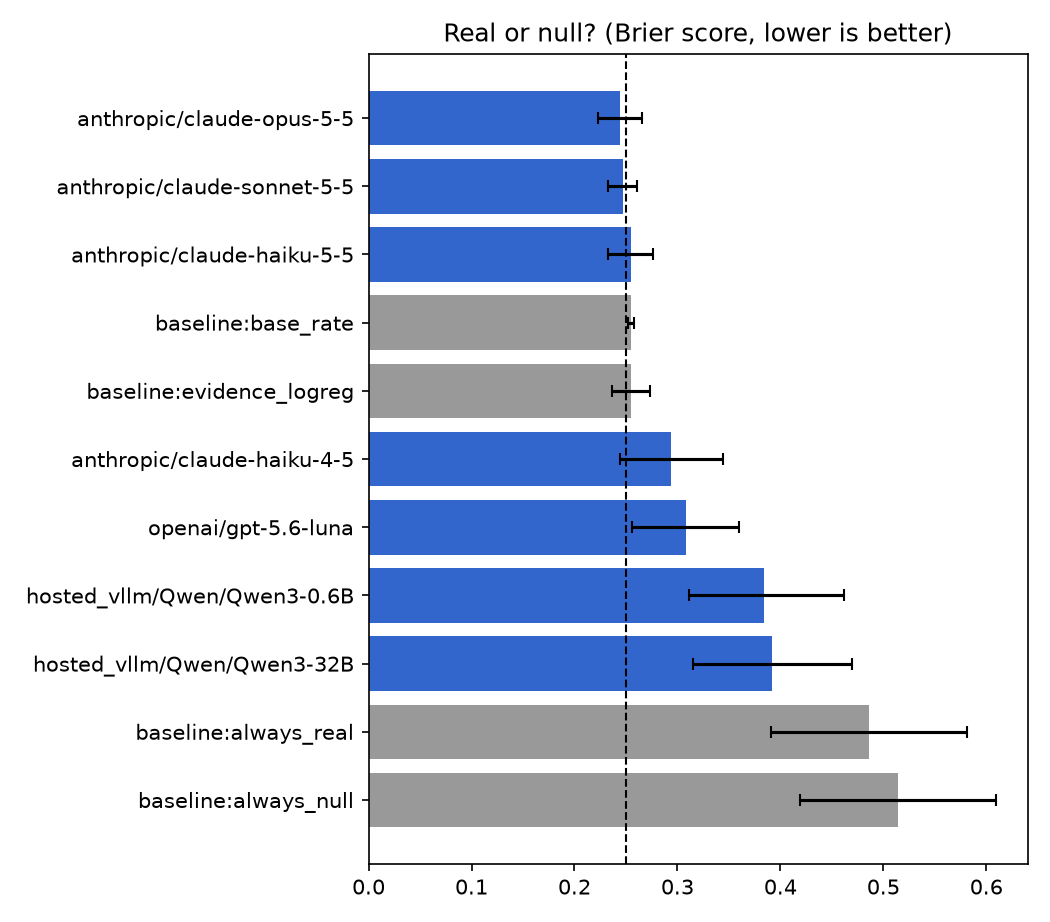 Real or null? (Brier score, lower is better)
anthropic/claude-opus-5-5
anthropic/claude-sonnet-5-5
anthropic/claude-haiku-5-5
baseline:base_rate
baseline:evidence_logreg
anthropic/claude-haiku-4-5
openai/gpt-5.6-luna
hosted_vllm/Qwen/Qwen3-0.6B
hosted_vllm/Qwen/Qwen3-32B
baseline:always_real
baseline:always_null
0.0 0.1 0.2 0.3 0.4 0.5 0.6